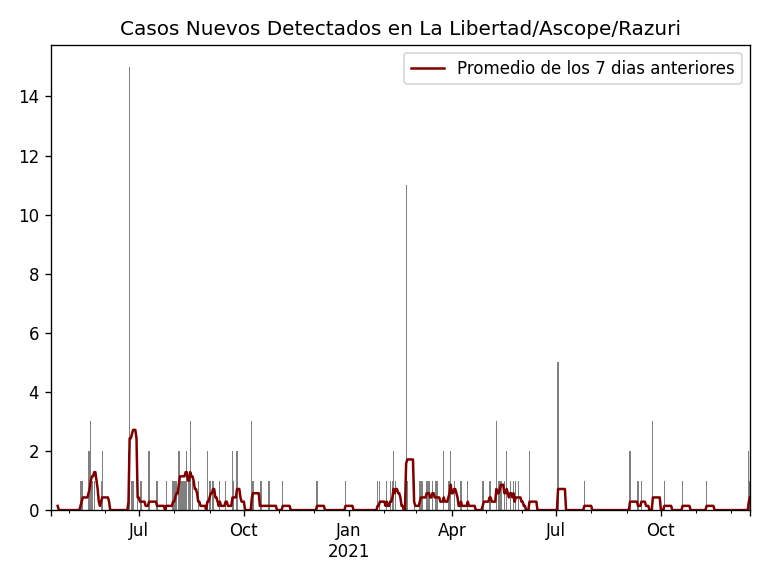 Casos Nuevos Detectados en La Libertad/Ascope/Razuri
Promedio de los 7 dias anteriores
14
12
10
8
6
4
2
0
Jul
Oct
Jan
2021
Apr
Jul
Oct